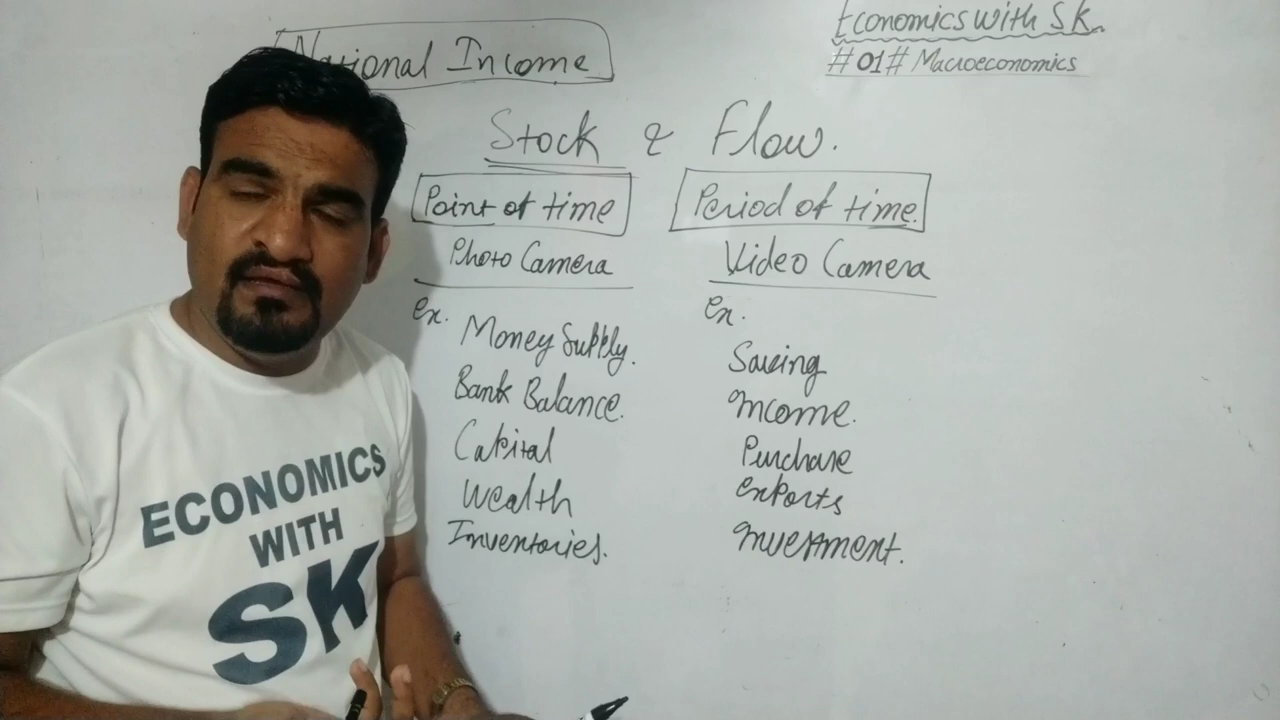 National Income
Economics with SK.
#01# Macroeconomics
Stock & Flow.
Point of time
Period of time.
Photo Camera
Video Camera
ex.
Money Supply.
Bank Balance.
Capital
Wealth
Inventories.
ex.
Saving
Income.
Purchase
exports
Investment.
ECONOMICS
WITH
SK